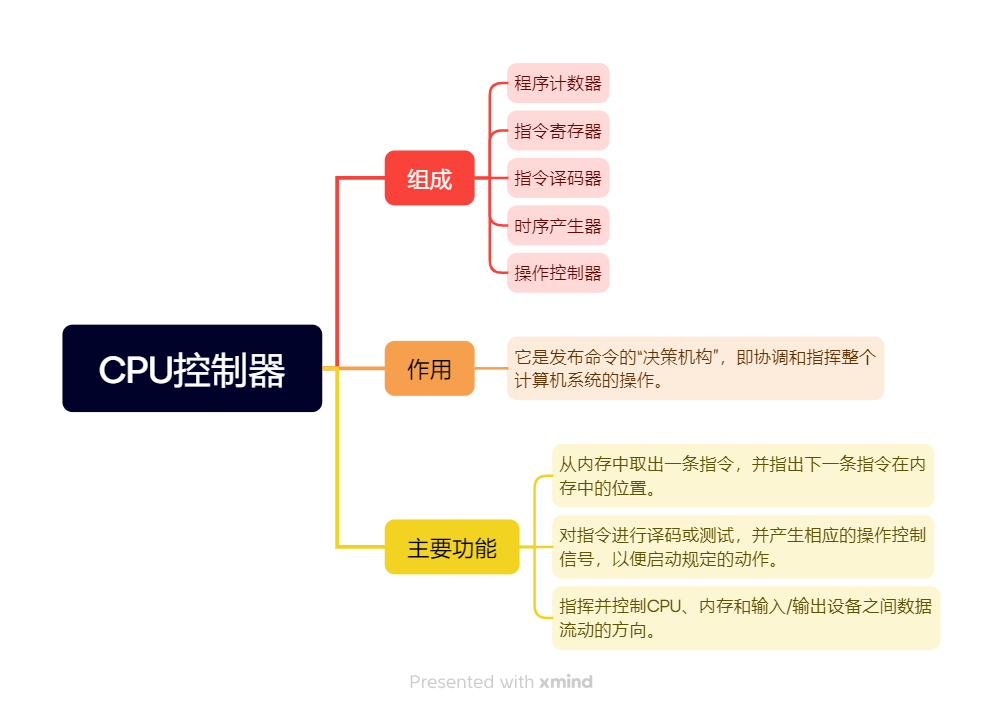 CPU控制器
组成
程序计数器
指令寄存器
指令译码器
时序产生器
操作控制器
作用
它是发布命令的“决策机构”，即协调和指挥整个
计算机系统的操作。
主要功能
从内存中取出一条指令，并指出下一条指令在内
存中的位置。
对指令进行译码或测试，并产生相应的操作控制
信号，以便启动规定的动作。
指挥并控制CPU、内存和输入/输出设备之间数据
流动的方向。
Presented with xmind